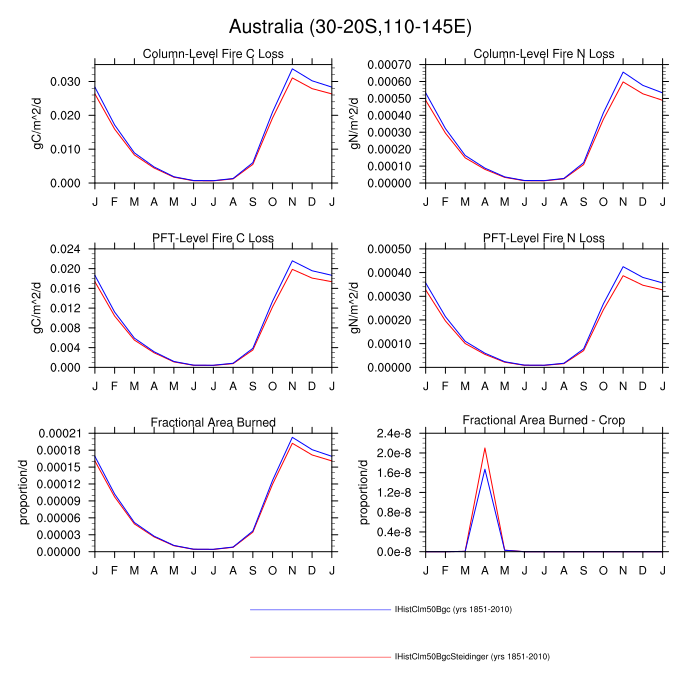 Australia (30-20S,110-145E)
Column-Level Fire C Loss
gC/m^2/d
0.030
0.020
0.010
0.000
J F M A M J J A S O N D J
Column-Level Fire N Loss
gN/m^2/d
0.00070
0.00060
0.00050
0.00040
0.00030
0.00020
0.00010
0.00000
J F M A M J J A S O N D J
PFT-Level Fire C Loss
gC/m^2/d
0.024
0.020
0.016
0.012
0.008
0.004
0.000
J F M A M J J A S O N D J
PFT-Level Fire N Loss
gN/m^2/d
0.00050
0.00040
0.00030
0.00020
0.00010
0.00000
J F M A M J J A S O N D J
Fractional Area Burned
proportion/d
0.00021
0.00018
0.00015
0.00012
0.00009
0.00006
0.00003
0.00000
J F M A M J J A S O N D J
Fractional Area Burned - Crop
proportion/d
2.4e-8
2.0e-8
1.6e-8
1.2e-8
0.8e-8
0.4e-8
0.0e-8
J F M A M J J A S O N D J
IHistClm50Bgc (yrs 1851-2010)
IHistClm50BgcSteidinger (yrs 1851-2010)